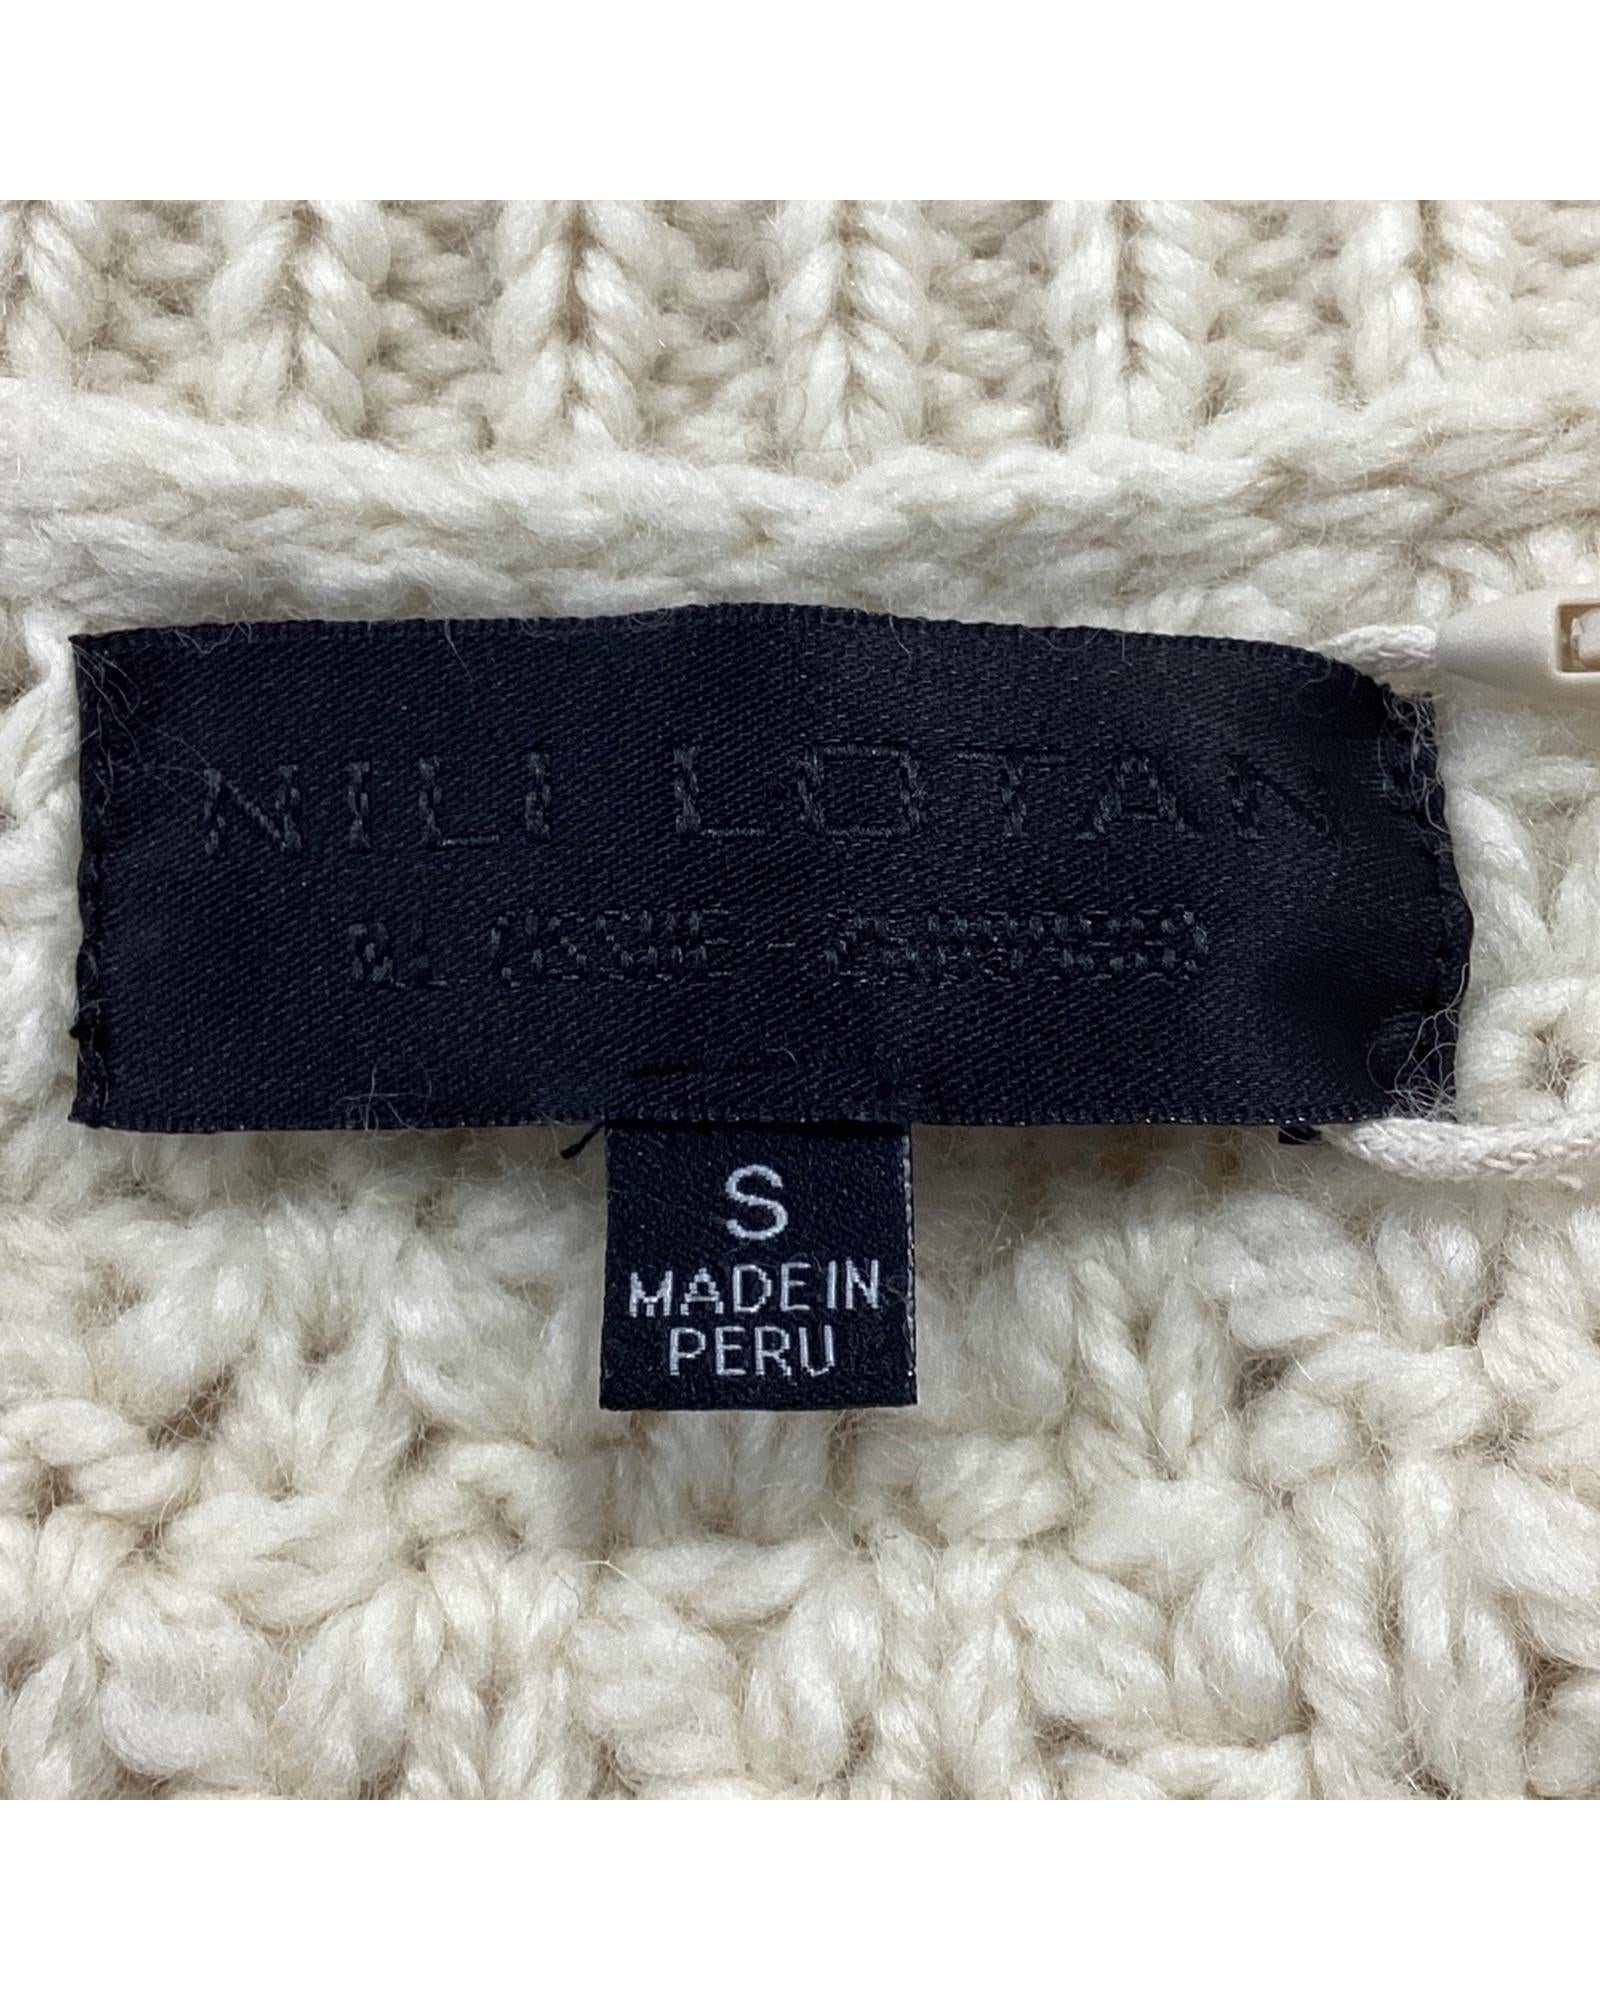 NILI LOTAN
S
MADE IN
PERU